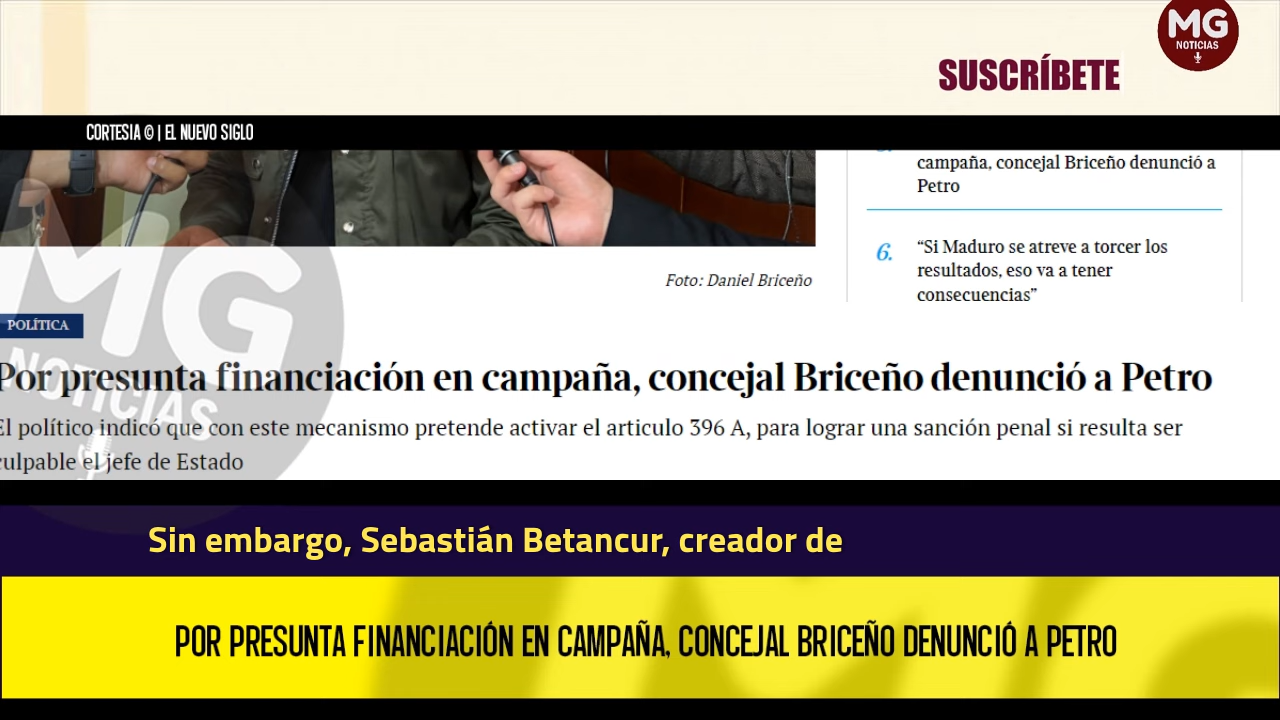 MG
NOTICIAS
SUSCRÍBETE
CORTESIA © | EL NUEVO SIGLO
campaña, concejal Briceño denunció a
Petro
6.
“Si Maduro se atreve a torcer los
resultados, eso va a tener
consecuencias”
Foto: Daniel Briceño
MG
NOTICIAS
POLÍTICA
Por presunta financiación en campaña, concejal Briceño denunció a Petro
El político indicó que con este mecanismo pretende activar el articulo 396 A, para lograr una sanción penal si resulta ser
culpable el jefe de Estado
Sin embargo, Sebastián Betancur, creador de
POR PRESUNTA FINANCIACIÓN EN CAMPAÑA, CONCEJAL BRICEÑO DENUNCIÓ A PETRO